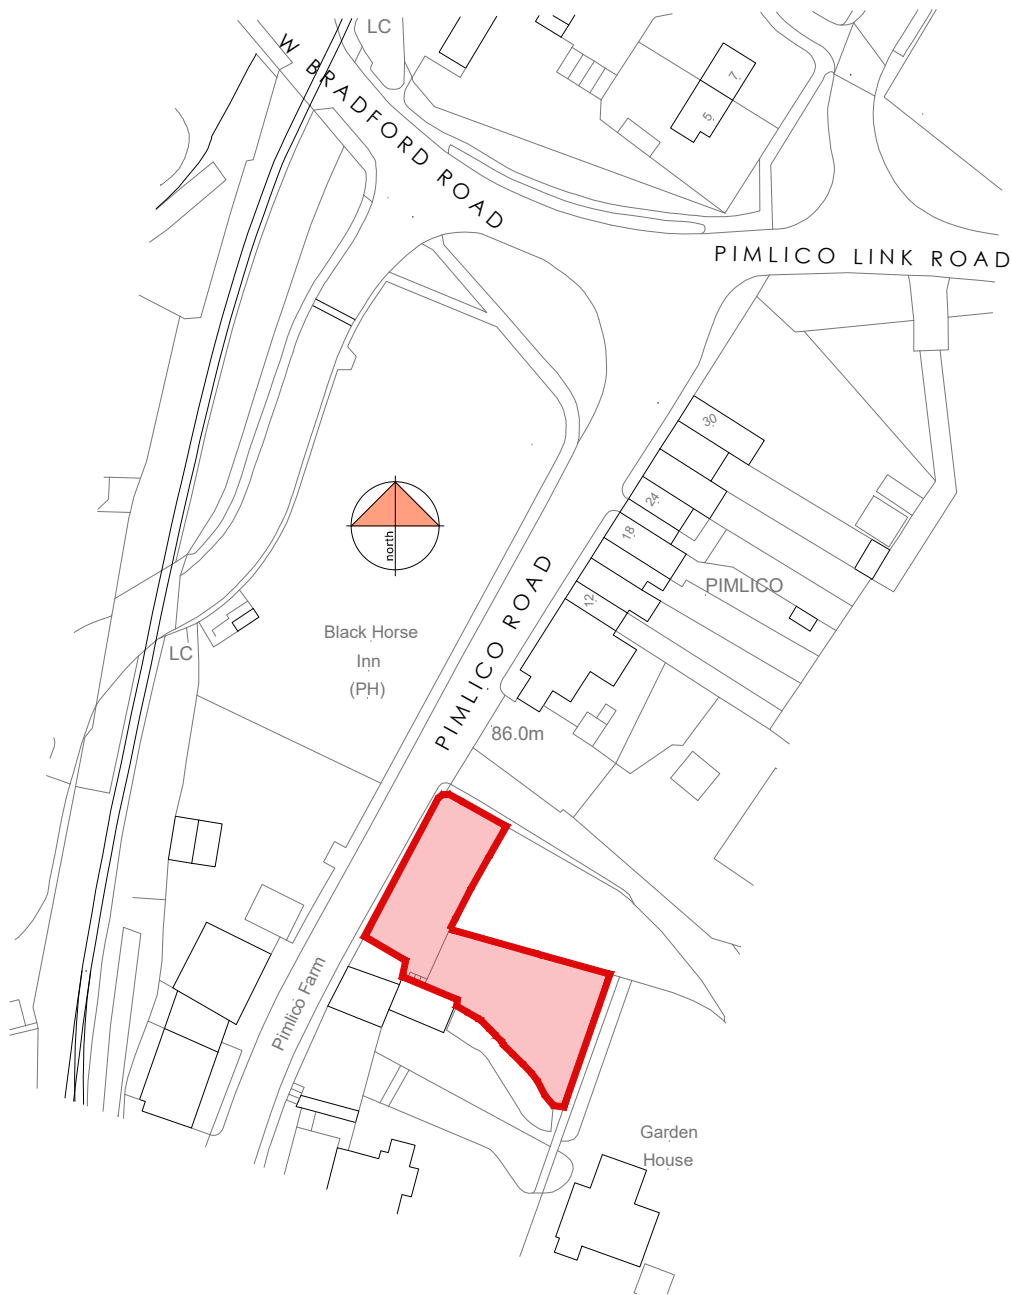 LC
7
5
W BRADFORD ROAD
PIMLICO LINK ROAD
30
24
18
12
PIMLICO
north
PIMLICO ROAD
Black Horse
Inn
(PH)
LC
86.0m
Pimlico Farm
Garden
House